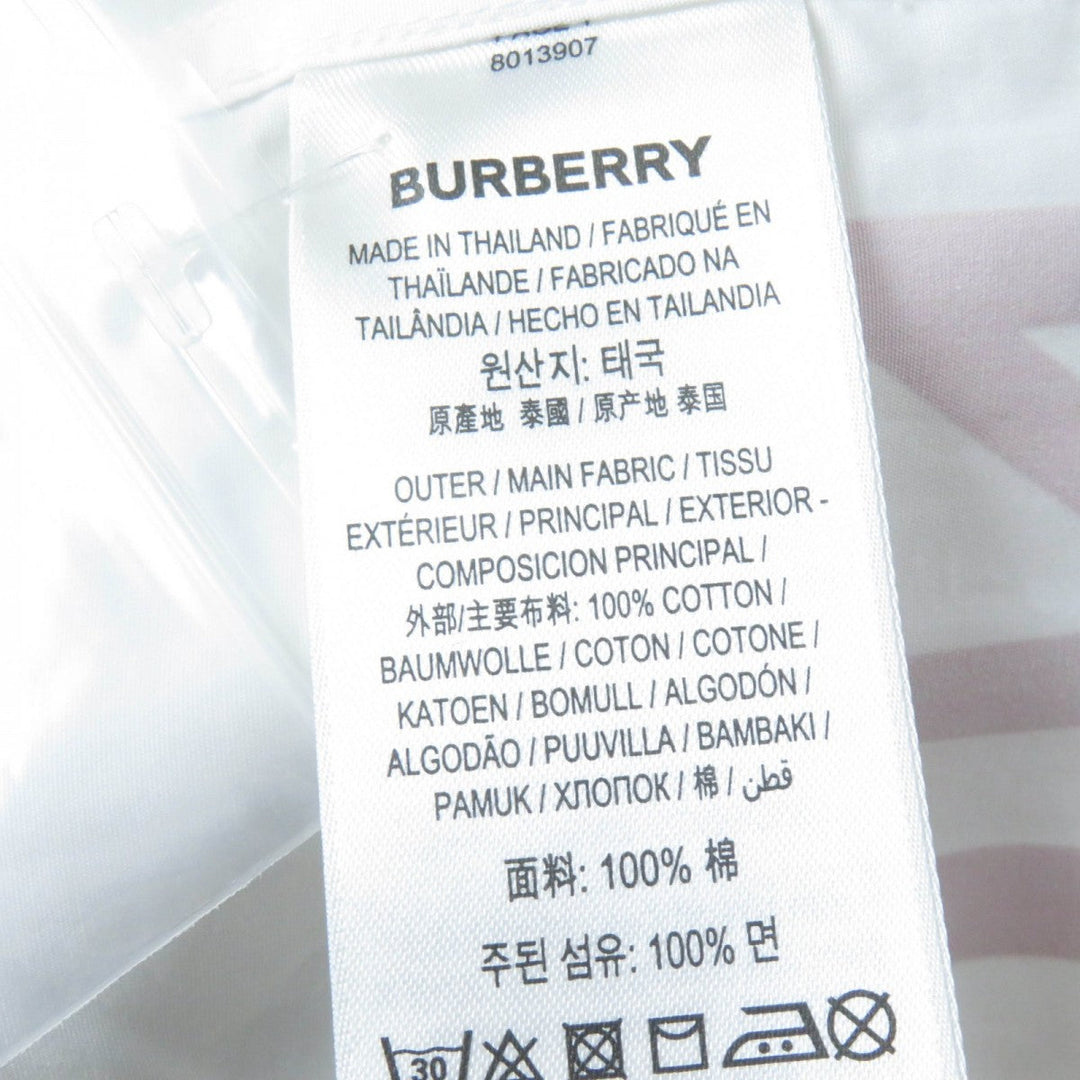 8013907
BURBERRY
MADE IN THAILAND / FABRIQUÉ EN
THAÏLANDE / FABRICADO NA
TAILÂNDIA / HECHO EN TAILANDIA
원산지: 태국
原產地 泰國 / 原产地 泰国
OUTER / MAIN FABRIC / TISSU
EXTÉRIEUR / PRINCIPAL / EXTERIOR -
COMPOSICION PRINCIPAL /
外部/主要布料: 100% COTTON /
BAUMWOLLE / COTON / COTONE /
KATOEN / BOMULL / ALGODÓN /
ALGODÃO / PUUVILLA / BAMBAKI /
PAMUK / ХЛОПОК / 棉 / قطن
面料: 100% 棉
주된 섬유: 100% 면
30